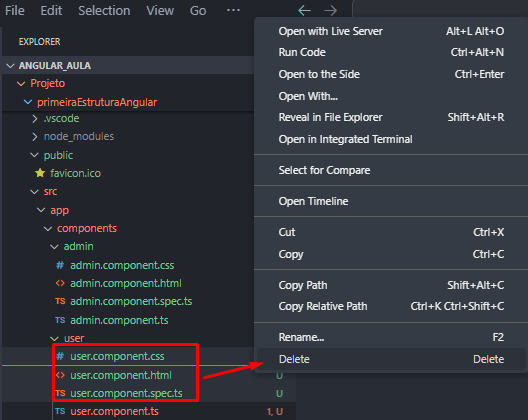 File Edit Selection View Go ...
EXPLORER
ANGULAR_AULA
Projeto
primeiraEstruturaAngular
.vscode
node_modules
public
favicon.ico
src
app
components
admin
admin.component.css
admin.component.html
admin.component.spec.ts
admin.component.ts
user
user.component.css
user.component.html U
user.component.spec.ts U
user.component.ts 1, U
Open with Live Server Alt+L Alt+O
Run Code Ctrl+Alt+N
Open to the Side Ctrl+Enter
Open With...
Reveal in File Explorer Shift+Alt+R
Open in Integrated Terminal
Select for Compare
Open Timeline
Cut Ctrl+X
Copy Ctrl+C
Copy Path Shift+Alt+C
Copy Relative Path Ctrl+K Ctrl+Shift+C
Rename... F2
Delete Delete